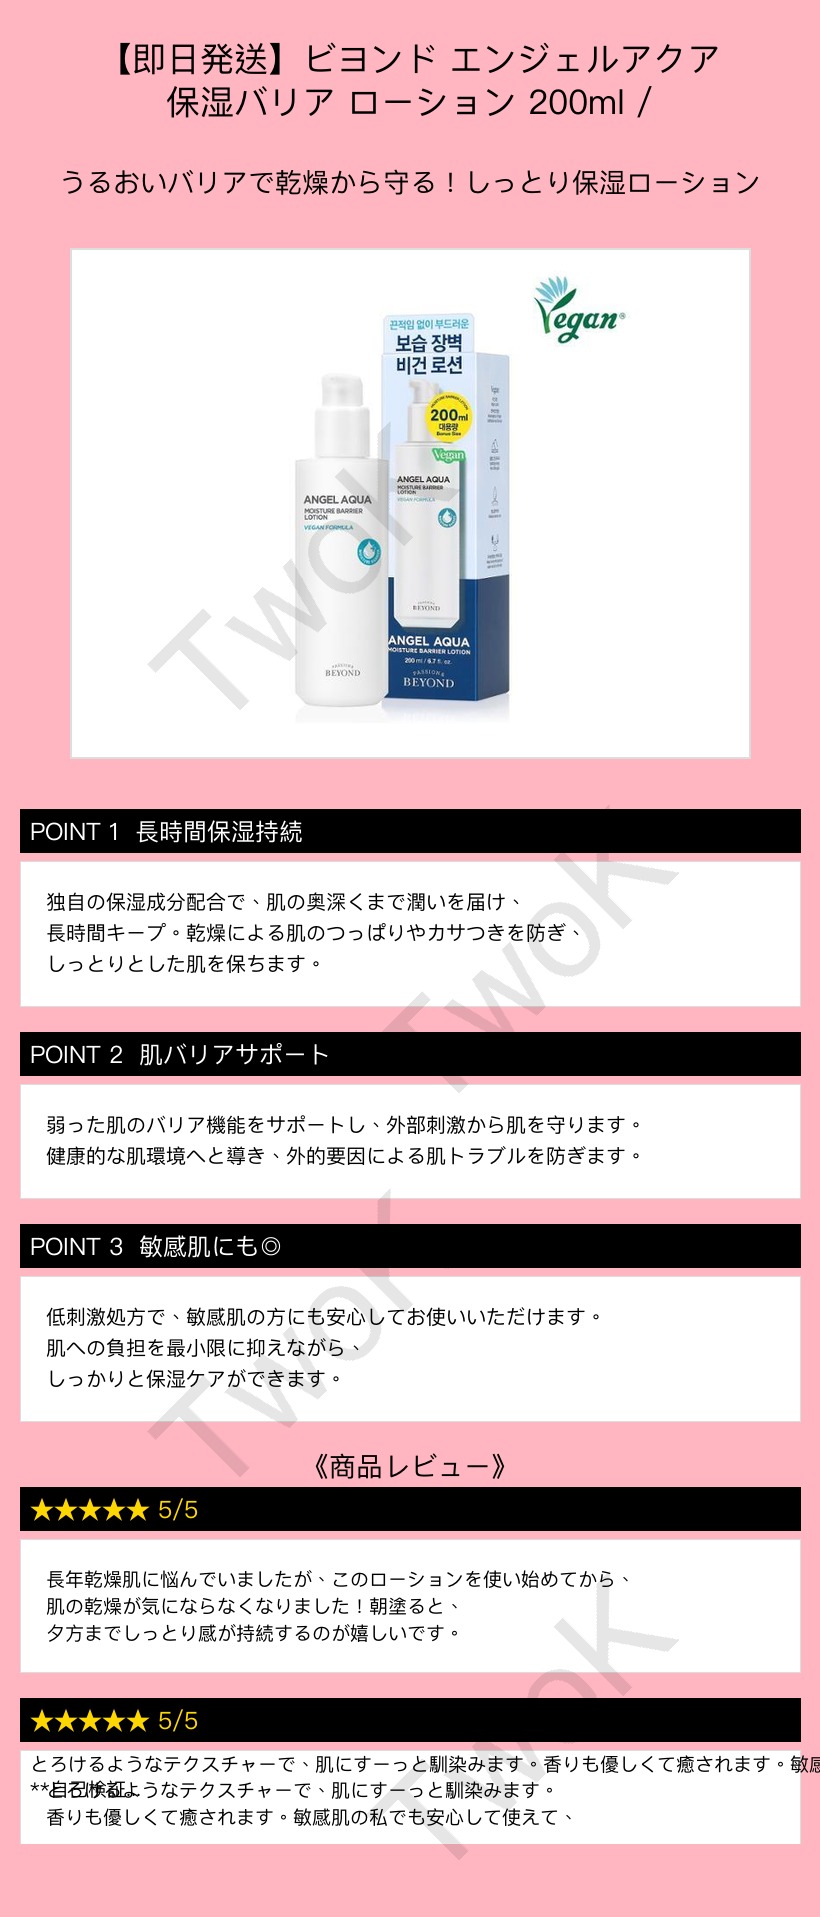 【即日発送】ビヨンド エンジェルアクア
保湿バリア ローション 200ml /
うるおいバリアで乾燥から守る！しっとり保湿ローション
Vegan
끈적임 없이 부드러운
보습 장벽
비건 로션
MOISTURE BARRIER LOTION
200ml
대용량
Bonus Size
Vegan
ANGEL AQUA
MOISTURE BARRIER
LOTION
VEGAN FORMULA
BEYOND
ANGEL AQUA
MOISTURE BARRIER LOTION
200 ml / 6.7 fl. oz.
PASSION&
BEYOND
ANGEL AQUA
MOISTURE BARRIER
LOTION
VEGAN FORMULA
PASSION&
BEYOND
TwoK
POINT 1 長時間保湿持続
独自の保湿成分配合で、肌の奥深くまで潤いを届け、
長時間キープ。乾燥による肌のつっぱりやカサつきを防ぎ、
しっとりとした肌を保ちます。
TwoK
POINT 2 肌バリアサポート
弱った肌のバリア機能をサポートし、外部刺激から肌を守ります。
健康的な肌環境へと導き、外的要因による肌トラブルを防ぎます。
POINT 3 敏感肌にも◎
低刺激処方で、敏感肌の方にも安心してお使いいただけます。
肌への負担を最小限に抑えながら、
しっかりと保湿ケアができます。
TwoK
《商品レビュー》
★★★★★ 5/5
長年乾燥肌に悩んでいましたが、このローションを使い始めてから、
肌の乾燥が気にならなくなりました！朝塗ると、
夕方までしっとり感が持続するのが嬉しいです。
TwoK
★★★★★ 5/5
とろけるようなテクスチャーで、肌にすーっと馴染みます。香りも優しくて癒されます。敏感
**自己検証
とろけるようなテクスチャーで、肌にすーっと馴染みます。
香りも優しくて癒されます。敏感肌の私でも安心して使えて、